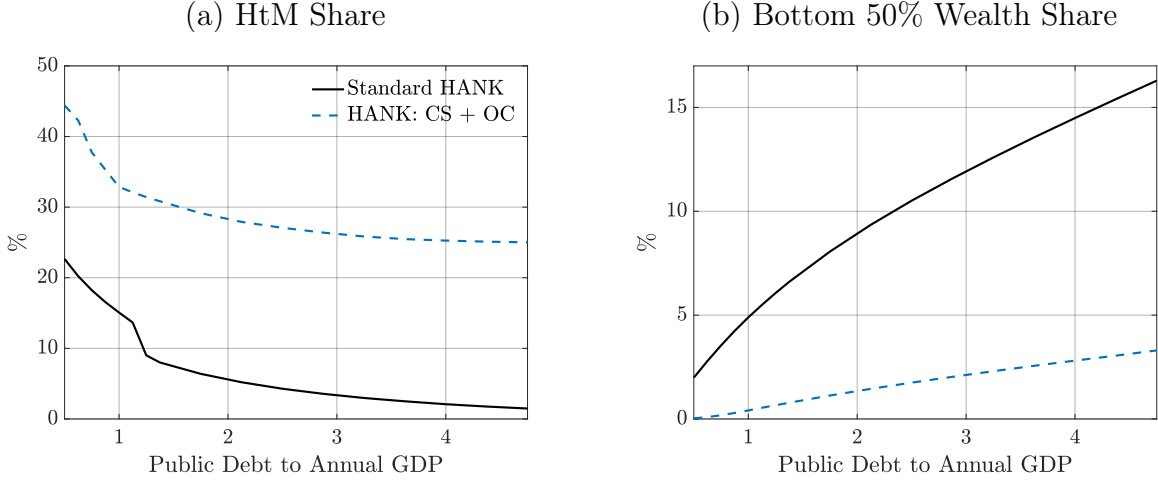 (a) HtM Share
50
40
30
20
10
0
%
1 2 3 4
Public Debt to Annual GDP
Standard HANK
HANK: CS + OC
(b) Bottom 50% Wealth Share
15
10
5
0
%
1 2 3 4
Public Debt to Annual GDP